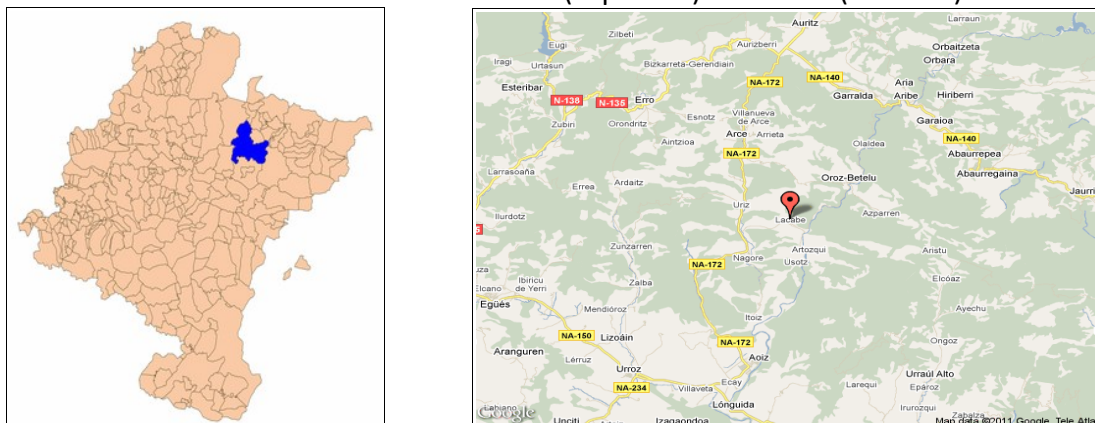 Auritz
Larraun
Zilbeti
Eugi
Aurizberri
Orbaitzeta
Iragi
Urtasun
Bizkarreta-Gerendiain
Orbara
NA-172
NA-140
Aria
Esteribar
Aribe
Hiriberri
N-138
N-135
Erro
Garralda
Zubiri
Orondritz
Esnotz
Villanueva
de Arce
Garaioa
Arce
Arrieta
NA-140
Aintzioa
Olaldea
NA-172
Abaurrepea
Larrasoaña
Oroz-Betelu
Abaurregaina
Errea
Ardaitz
Jaurri
Uriz
Azparren
Ilurdotz
Lacabe
5
Zunzarren
Artozqui
Aristu
Nagore
Usotz
NA-172
Ibiricu
de Yerri
Zalba
Elcóaz
Elcano
Egüés
Mendióroz
Itoiz
Ayechu
NA-150
Lizoáin
NA-172
Ongoz
Aranguren
Lérruz
Aoiz
Urroz
Urraúl Alto
NA-234
Villaveta
Ecay
Larequi
Epároz
Labiano
Lónguida
Irurozqui
Google
Unciti
Izagaondoa
Zabalza
Map data ©2011 Google, Tele Atla